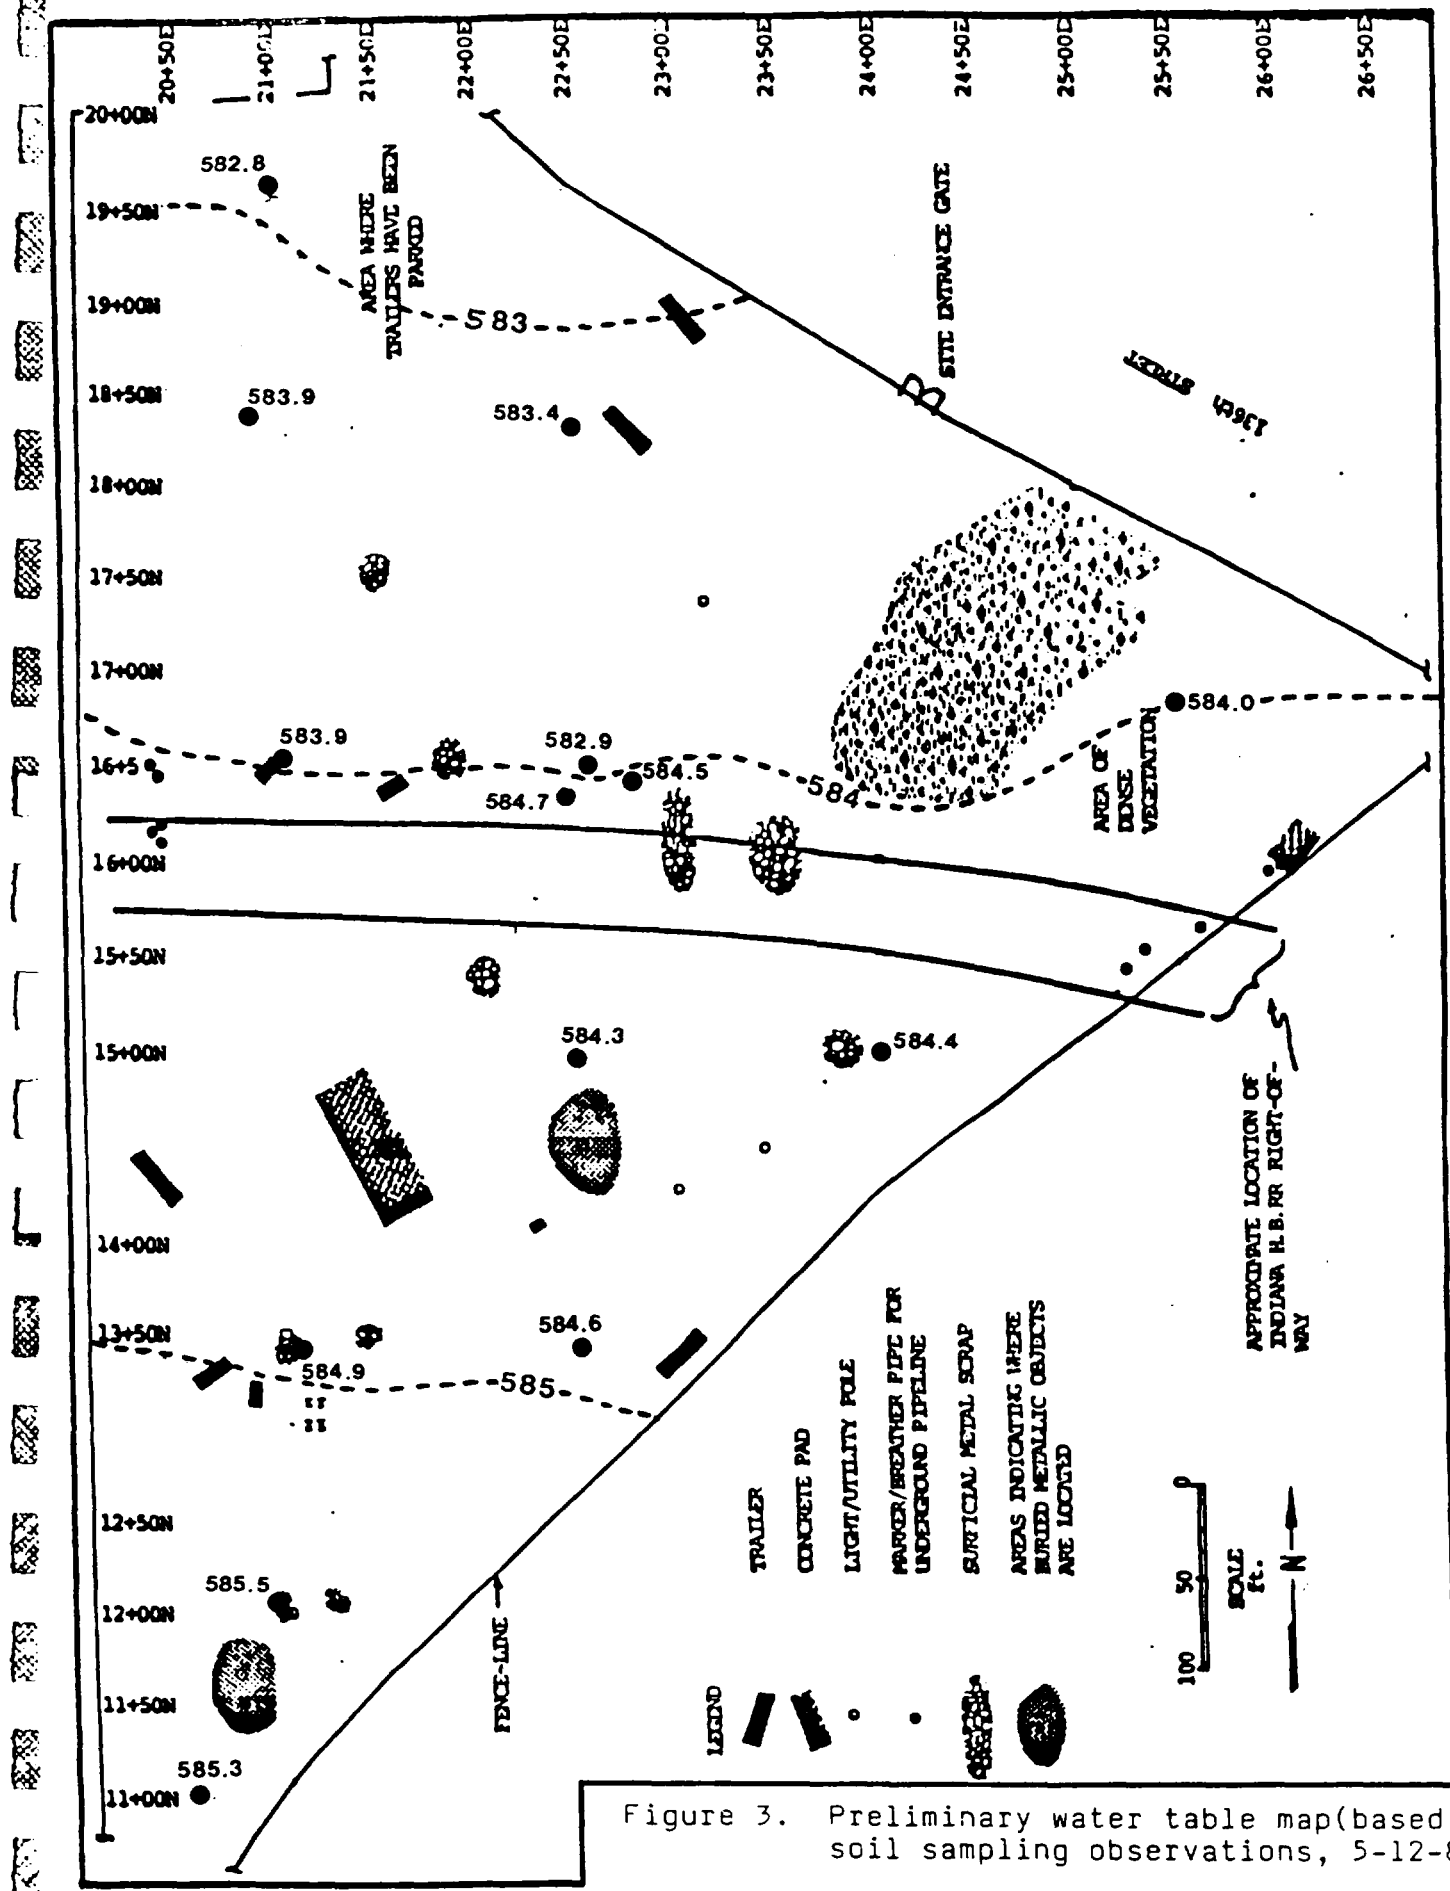 20+50E
21+00E
21+50E
22+00E
22+50E
23+00E
23+50E
24+00E
24+50E
25+00E
25+50E
26+00E
26+50E
20+00N
19+50N
19+00N
18+50N
18+00N
17+50N
17+00N
16+5
16+00N
15+50N
15+00N
14+00N
13+50N
12+50N
12+00N
11+50N
11+00N
582.8
AREA WHERE
TRAILERS HAVE BEEN
PARKED
583
583.9
583.4
SITE ENTRANCE GATE
136th STREET
583.9
582.9
584.5
584.7
584
584.0
AREA OF
DENSE
VEGETATION
584.3
584.4
APPROXIMATE LOCATION OF
INDIANA H.B.RR RIGHT-OF-
WAY
584.6
584.9
585
585.5
585.3
FENCE-LINE
LEGEND
TRAILER
CONCRETE PAD
LIGHT/UTILITY POLE
MARKER/BREATHER PIPE FOR
UNDERGROUND PIPELINE
SURFICIAL METAL SCRAP
AREAS INDICATING WHERE
BURIED METALLIC OBJECTS
ARE LOCATED
100 50 0
SCALE
ft.
N
Figure 3. Preliminary water table map(based
soil sampling observations, 5-12-8